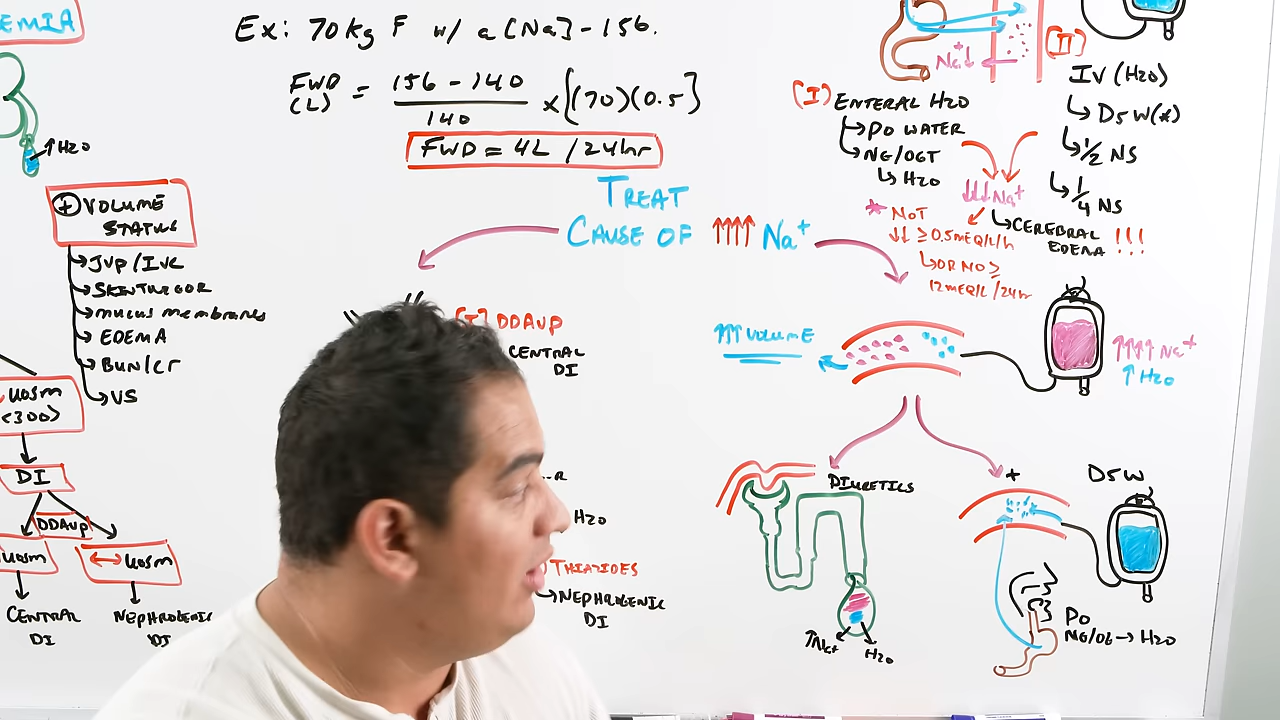 EMIA
↑H2O
+ VOLUME
STATUS
JVP/IVC
SKIN TURGOR
MUCUS MEMBRANES
EDEMA
BUN/Cr
VS
UOSM
<300>
DI
DDAVP
UOSM
↔ UOSM
CENTRAL
DI
NEPHROGENIC
DI
Ex: 70kg F w/ a [Na] - 156.
FWD
(L)
= 156 - 140
140
x [(70)(0.5)]
FWD = 4L /24hr
TREAT
CAUSE OF ↑↑↑↑ Na+
[I] DDAVP
CENTRAL
DI
H2O
THIAZIDES
NEPHROGENIC
DI
Na+↓
[I] ENTERAL H2O
PO WATER
NG/OGT
H2O
[II]
IV (H2O)
D5W(*)
1/2 NS
1/4 NS
↓↓↓Na+
CEREBRAL
EDEMA !!!
* NOT
↓↓ ≥0.5mEq/L/h
OR NO ≥
12mEq/L/24hr
↑↑↑VOLUME
↑↑↑↑ Na+
↑ H2O
DIURETICS
↑Na+
H2O
+
D5W
PO
NG/OG → H2O